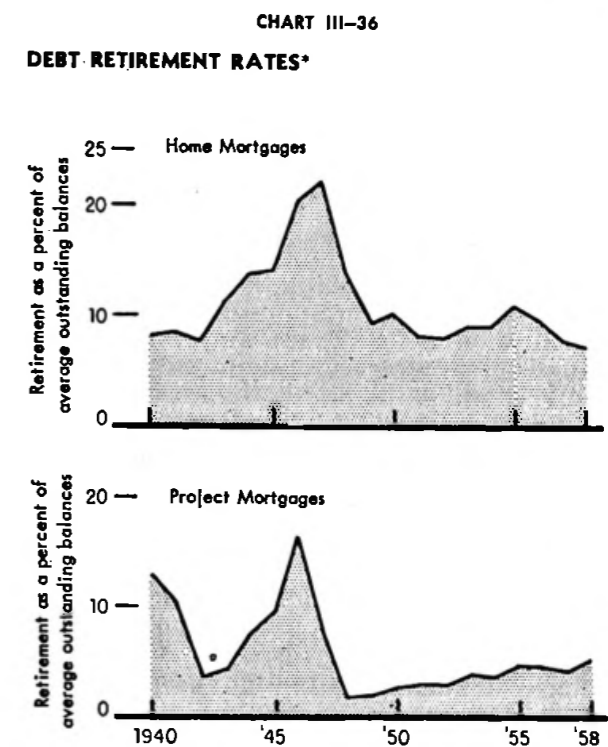 CHART III–36
DEBT RETIREMENT RATES*
Home Mortgages
Retirement as a percent of
average outstanding balances
25
20
10
0
Project Mortgages
Retirement as a percent of
average outstanding balances
20
10
0
1940 '45 '50 '55 '58